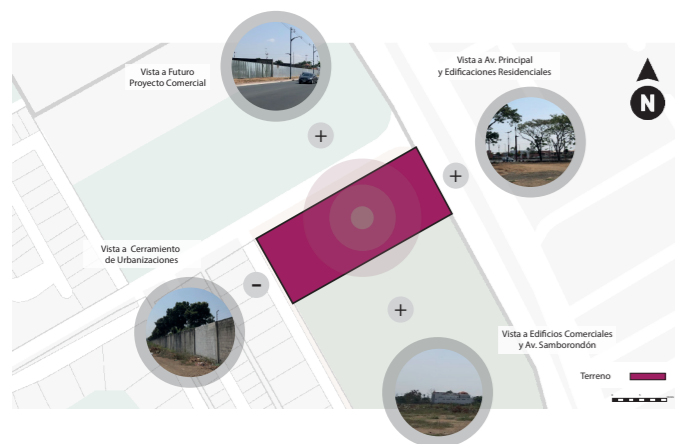 Vista a Futuro
Proyecto Comercial
Vista a Av. Principal
y Edificaciones Residenciales
N
+
+
Vista a Cerramiento
de Urbanizaciones
-
+
Vista a Edificios Comerciales
y Av. Samborondón
Terreno